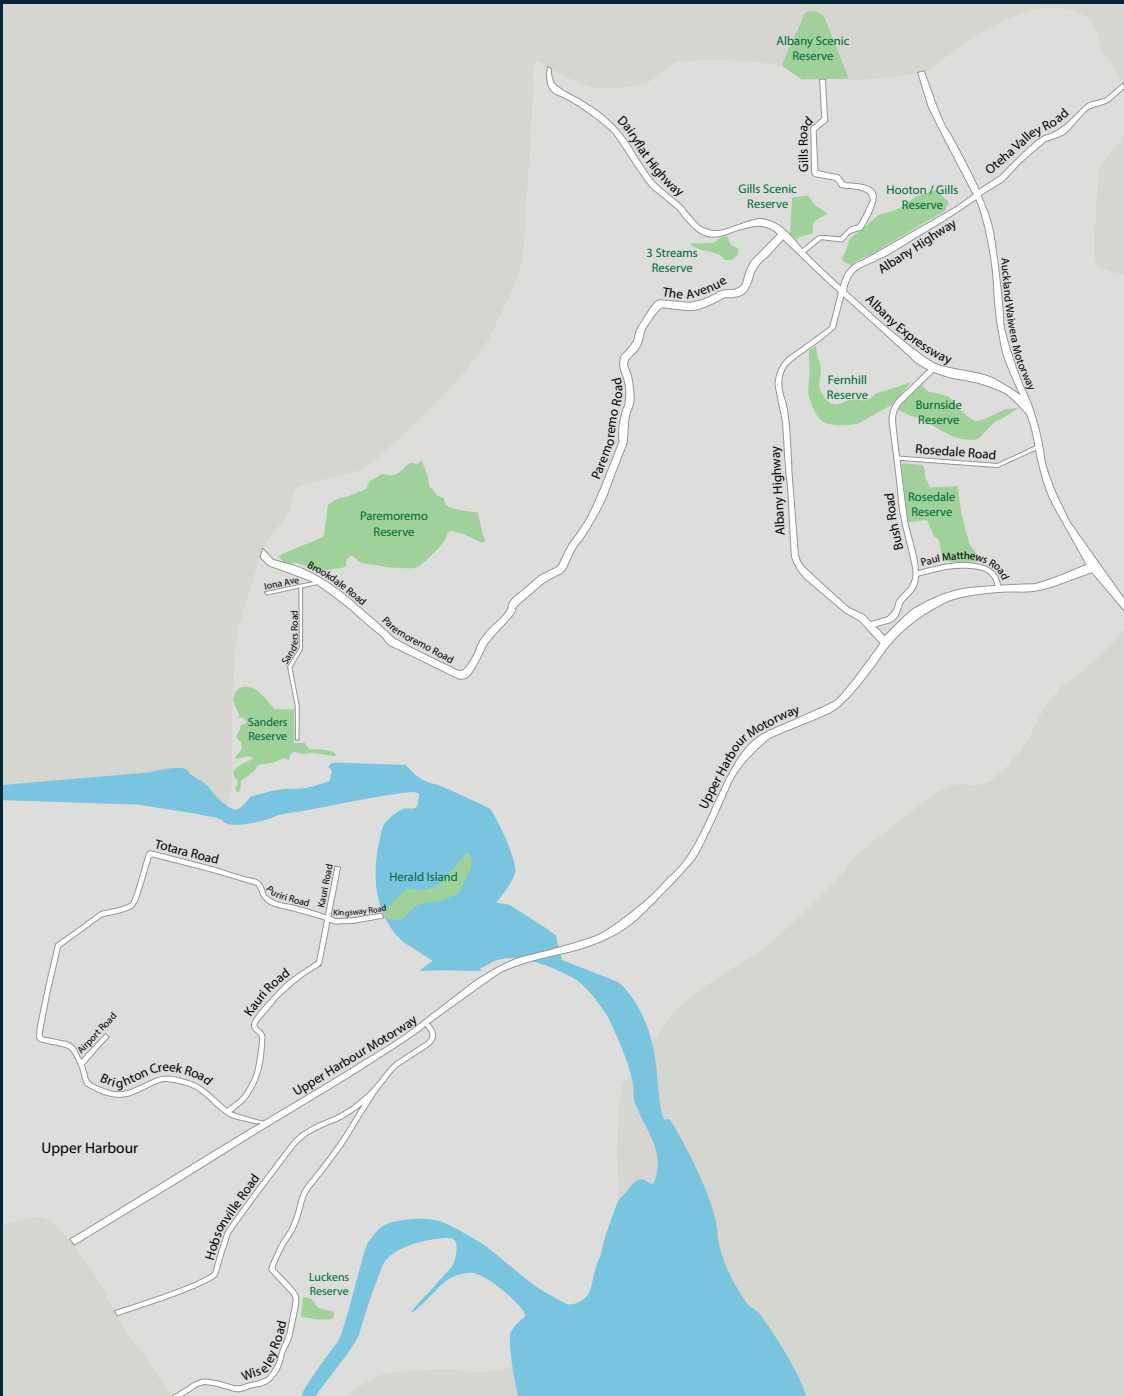 Albany Scenic
Reserve
Dairyflat Highway
Gills Road
Oteha Valley Road
Gills Scenic
Reserve
Hooton / Gills
Reserve
3 Streams
Reserve
Albany Highway
The Avenue
Auckland Waiwera Motorway
Albany Expressway
Fernhill
Reserve
Burnside
Reserve
Paremoremo Road
Rosedale Road
Albany Highway
Paremoremo
Reserve
Rosedale
Reserve
Bush Road
Paul Matthews Road
Iona Ave
Brookdale Road
Sanders Road
Paremoremo Road
Sanders
Reserve
Upper Harbour Motorway
Totara Road
Puriri Road
Kauri Road
Kingsway Road
Herald Island
Kauri Road
Airport Road
Brighton Creek Road
Upper Harbour Motorway
Upper Harbour
Hobsonville Road
Luckens
Reserve
Wiseley Road